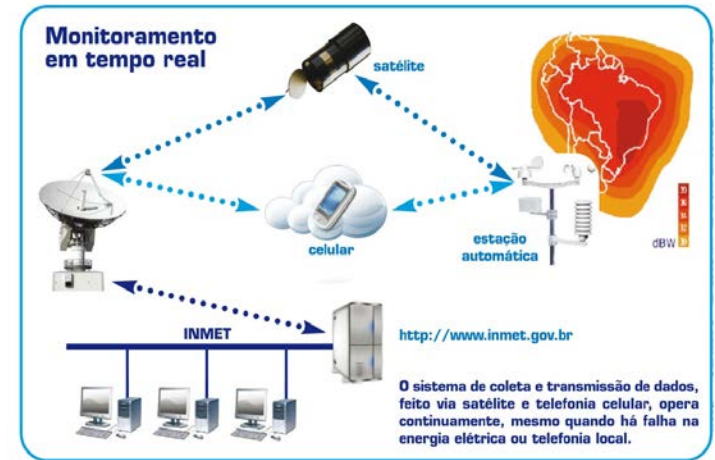 Monitoramento
em tempo real
satélite
celular
estação
automática
dBW
INMET
http://www.inmet.gov.br
O sistema de coleta e transmissão de dados,
feito via satélite e telefonia celular, opera
continuamente, mesmo quando há falha na
energia elétrica ou telefonia local.